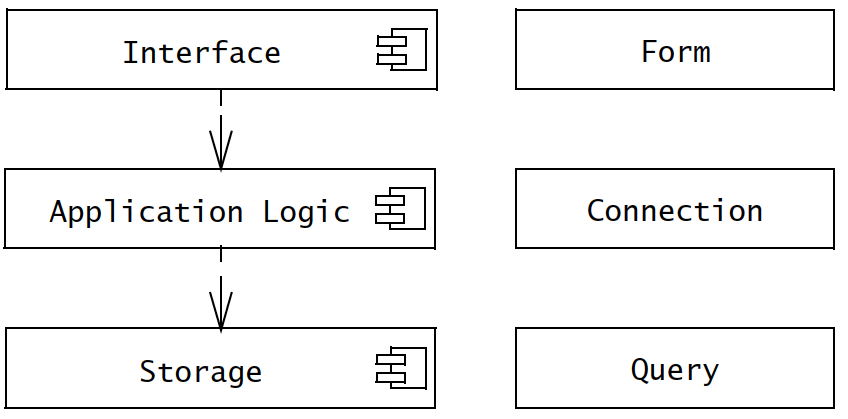 Interface
Form
Application Logic
Connection
Storage
Query